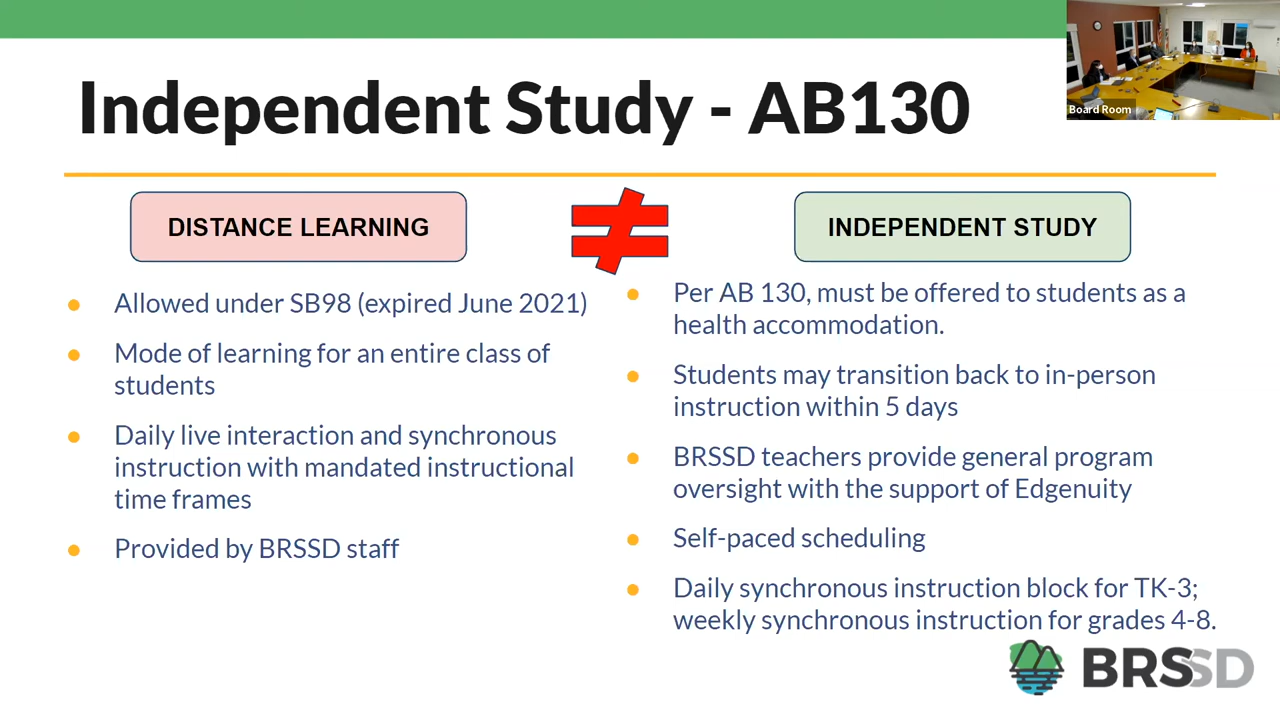 Independent Study - AB130
Board Room
DISTANCE LEARNING
≠
INDEPENDENT STUDY
● Allowed under SB98 (expired June 2021)
● Mode of learning for an entire class of
students
● Daily live interaction and synchronous
instruction with mandated instructional
time frames
● Provided by BRSSD staff
● Per AB 130, must be offered to students as a
health accommodation.
● Students may transition back to in-person
instruction within 5 days
● BRSSD teachers provide general program
oversight with the support of Edgenuity
● Self-paced scheduling
● Daily synchronous instruction block for TK-3;
weekly synchronous instruction for grades 4-8.
BRSSD